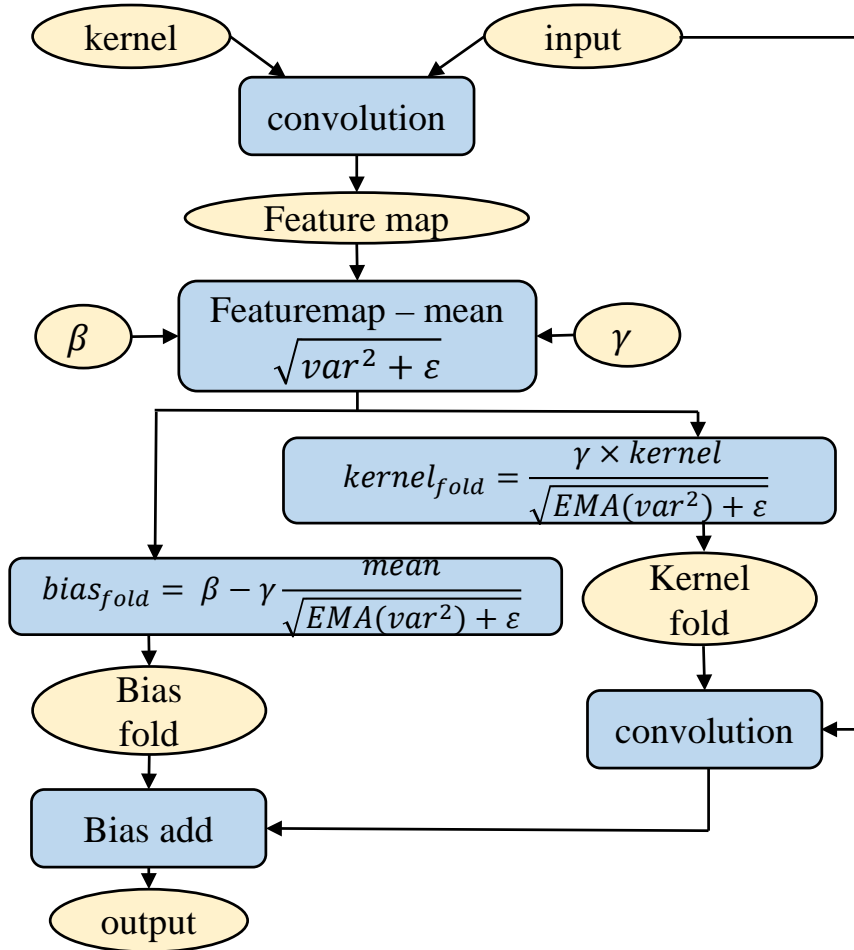 kernel
input
convolution
Feature map
β
Featuremap – mean
√(var² + ε)
γ
kernel_fold = (γ × kernel) / √(EMA(var²) + ε)
bias_fold = β − γ mean / √(EMA(var²) + ε)
Kernel
fold
Bias
fold
convolution
Bias add
output